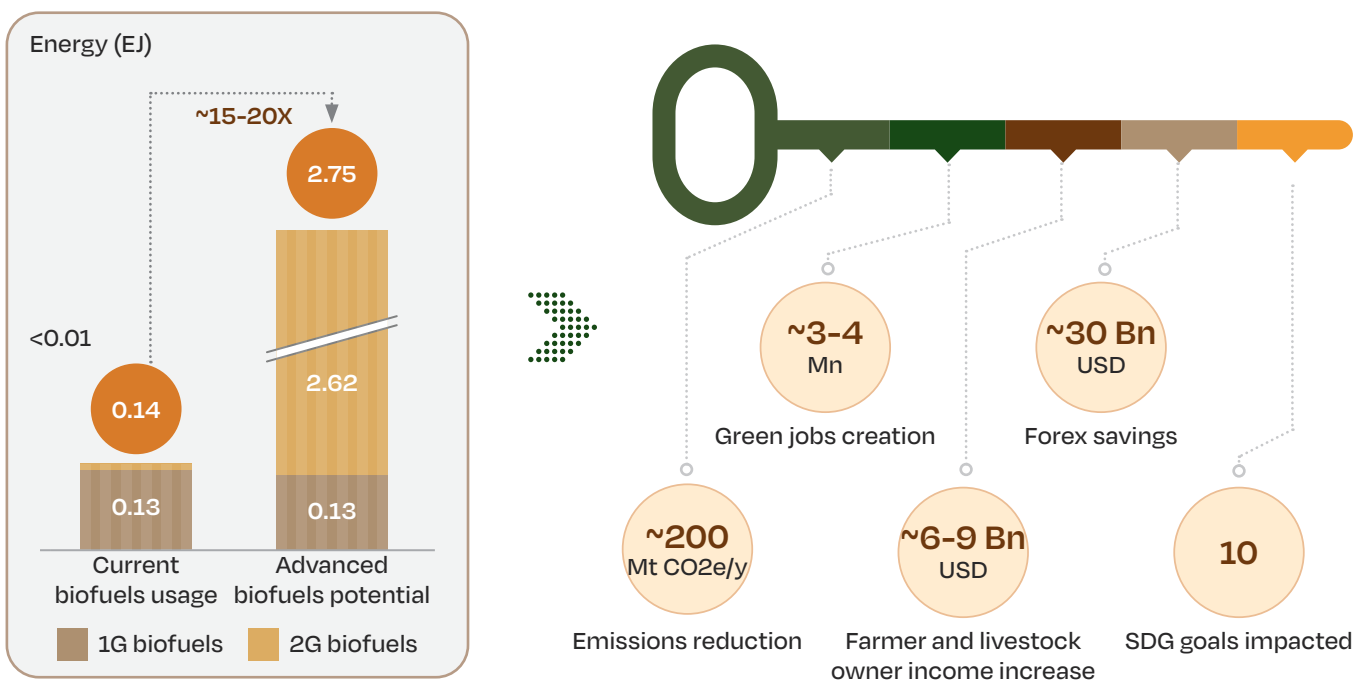 Energy (EJ)
~15-20X
2.75
<0.01
0.14
2.62
0.13
0.13
Current
biofuels usage
Advanced
biofuels potential
1G biofuels
2G biofuels
~3-4
Mn
Green jobs creation
~30 Bn
USD
Forex savings
~200
Mt CO2e/y
Emissions reduction
~6-9 Bn
USD
Farmer and livestock
owner income increase
10
SDG goals impacted